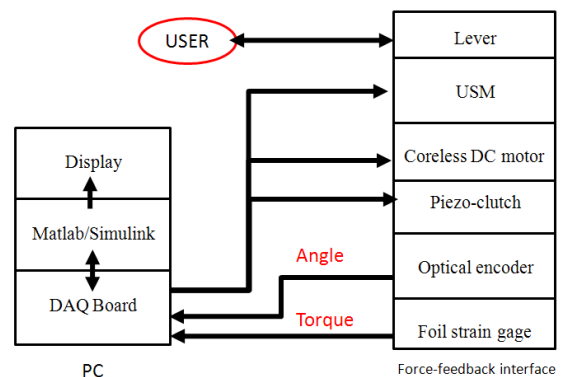 USER
Lever
USM
Coreless DC motor
Piezo-clutch
Optical encoder
Foil strain gage
Force-feedback interface
Display
Matlab/Simulink
DAQ Board
PC
Angle
Torque